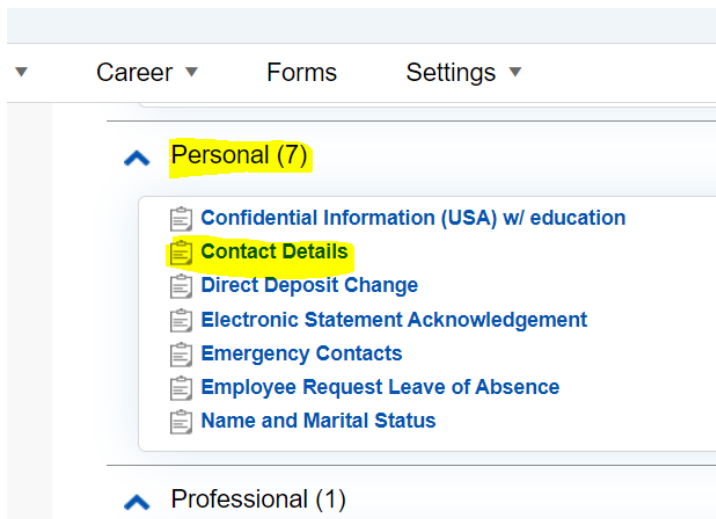 Career Forms Settings
Personal (7)
Confidential Information (USA) w/ education
Contact Details
Direct Deposit Change
Electronic Statement Acknowledgement
Emergency Contacts
Employee Request Leave of Absence
Name and Marital Status
Professional (1)